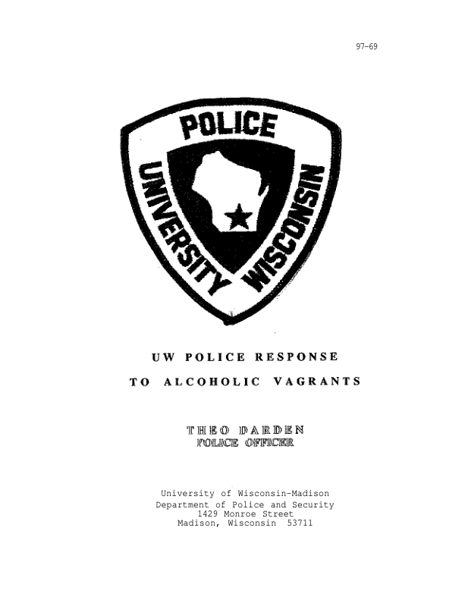 97-69
POLICE
UNIVERSITY
WISCONSIN
UW POLICE RESPONSE
TO ALCOHOLIC VAGRANTS
THEO DARDEN
POLICE OFFICER
University of Wisconsin-Madison
Department of Police and Security
1429 Monroe Street
Madison, Wisconsin 53711